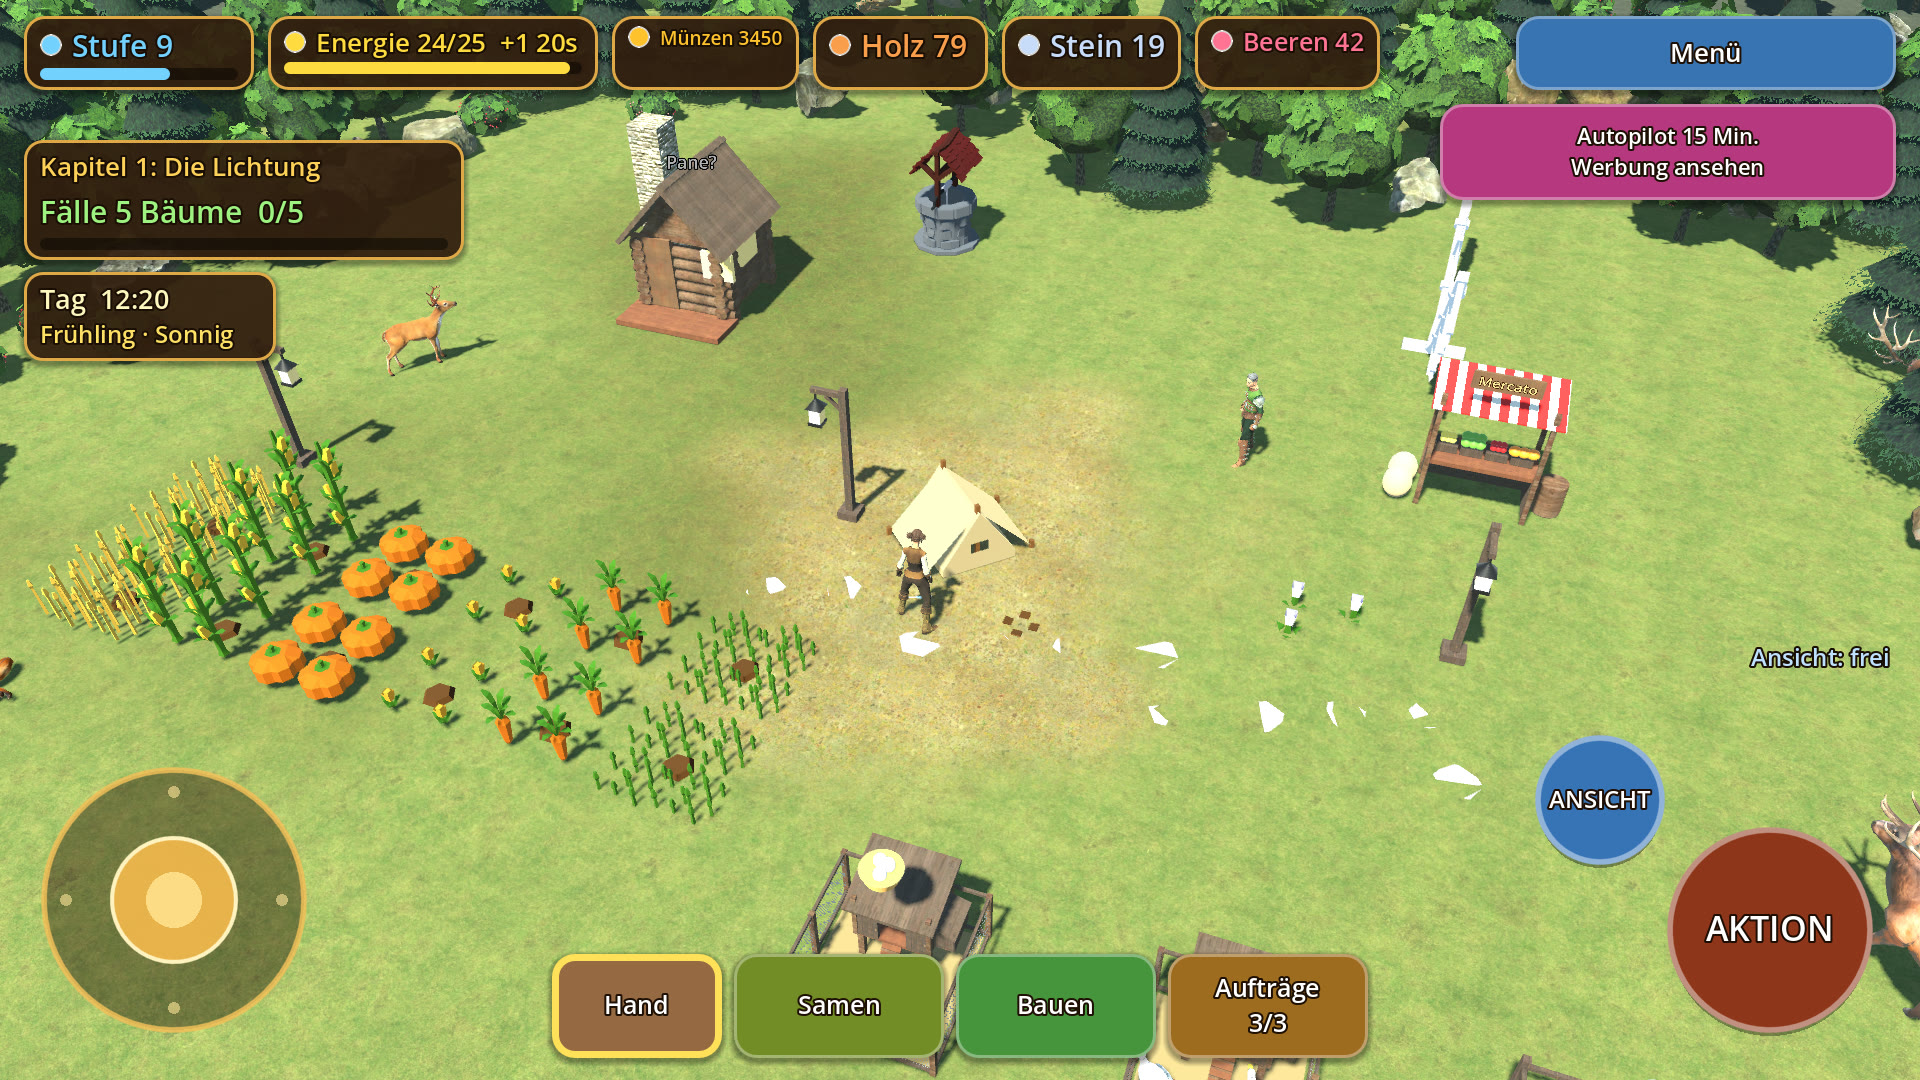 Stufe 9
Energie 24/25 +1 20s
Münzen 3450
Holz 79
Stein 19
Beeren 42
Menü
Autopilot 15 Min.
Werbung ansehen
Kapitel 1: Die Lichtung
Fälle 5 Bäume 0/5
Tag 12:20
Frühling · Sonnig
Pane?
Mercato
Ansicht: frei
ANSICHT
AKTION
Hand
Samen
Bauen
Aufträge
3/3